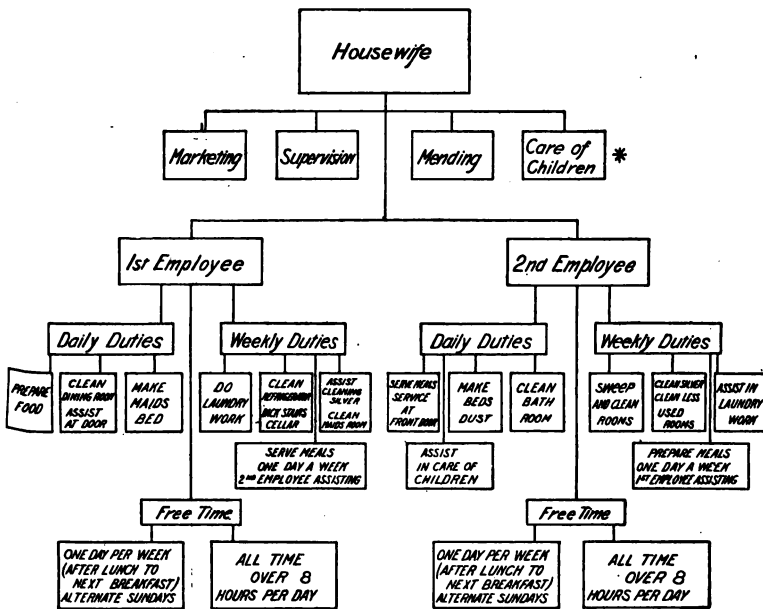 Housewife
Marketing
Supervision
Mending
Care of
Children *
1st Employee
2nd Employee
Daily Duties
Weekly Duties
Daily Duties
Weekly Duties
PREPARE
FOOD
CLEAN
DINING ROOM
ASSIST
AT DOOR
MAKE
MAIDS
BED
DO
LAUNDRY
WORK
CLEAN
REFRIGERATOR
BACK STAIRS
CELLAR
ASSIST
CLEANING
SILVER
CLEAN
MAIDS ROOM
SERVE MEALS
ONE DAY A WEEK
2ND EMPLOYEE ASSISTING
SERVE MEALS
SERVICE
AT
FRONT DOOR
MAKE
BEDS
DUST
CLEAN
BATH
ROOM
ASSIST
IN CARE OF
CHILDREN
SWEEP
AND CLEAN
ROOMS
CLEAN SILVER
CLEAN LESS
USED
ROOMS
ASSIST IN
LAUNDRY
WORK
PREPARE MEALS
ONE DAY A WEEK
1ST EMPLOYEE ASSISTING
Free Time
ONE DAY PER WEEK
(AFTER LUNCH TO
NEXT BREAKFAST)
ALTERNATE SUNDAYS
ALL TIME
OVER 8
HOURS PER DAY
Free Time
ONE DAY PER WEEK
(AFTER LUNCH TO
NEXT BREAKFAST)
ALTERNATE SUNDAYS
ALL TIME
OVER 8
HOURS PER DAY